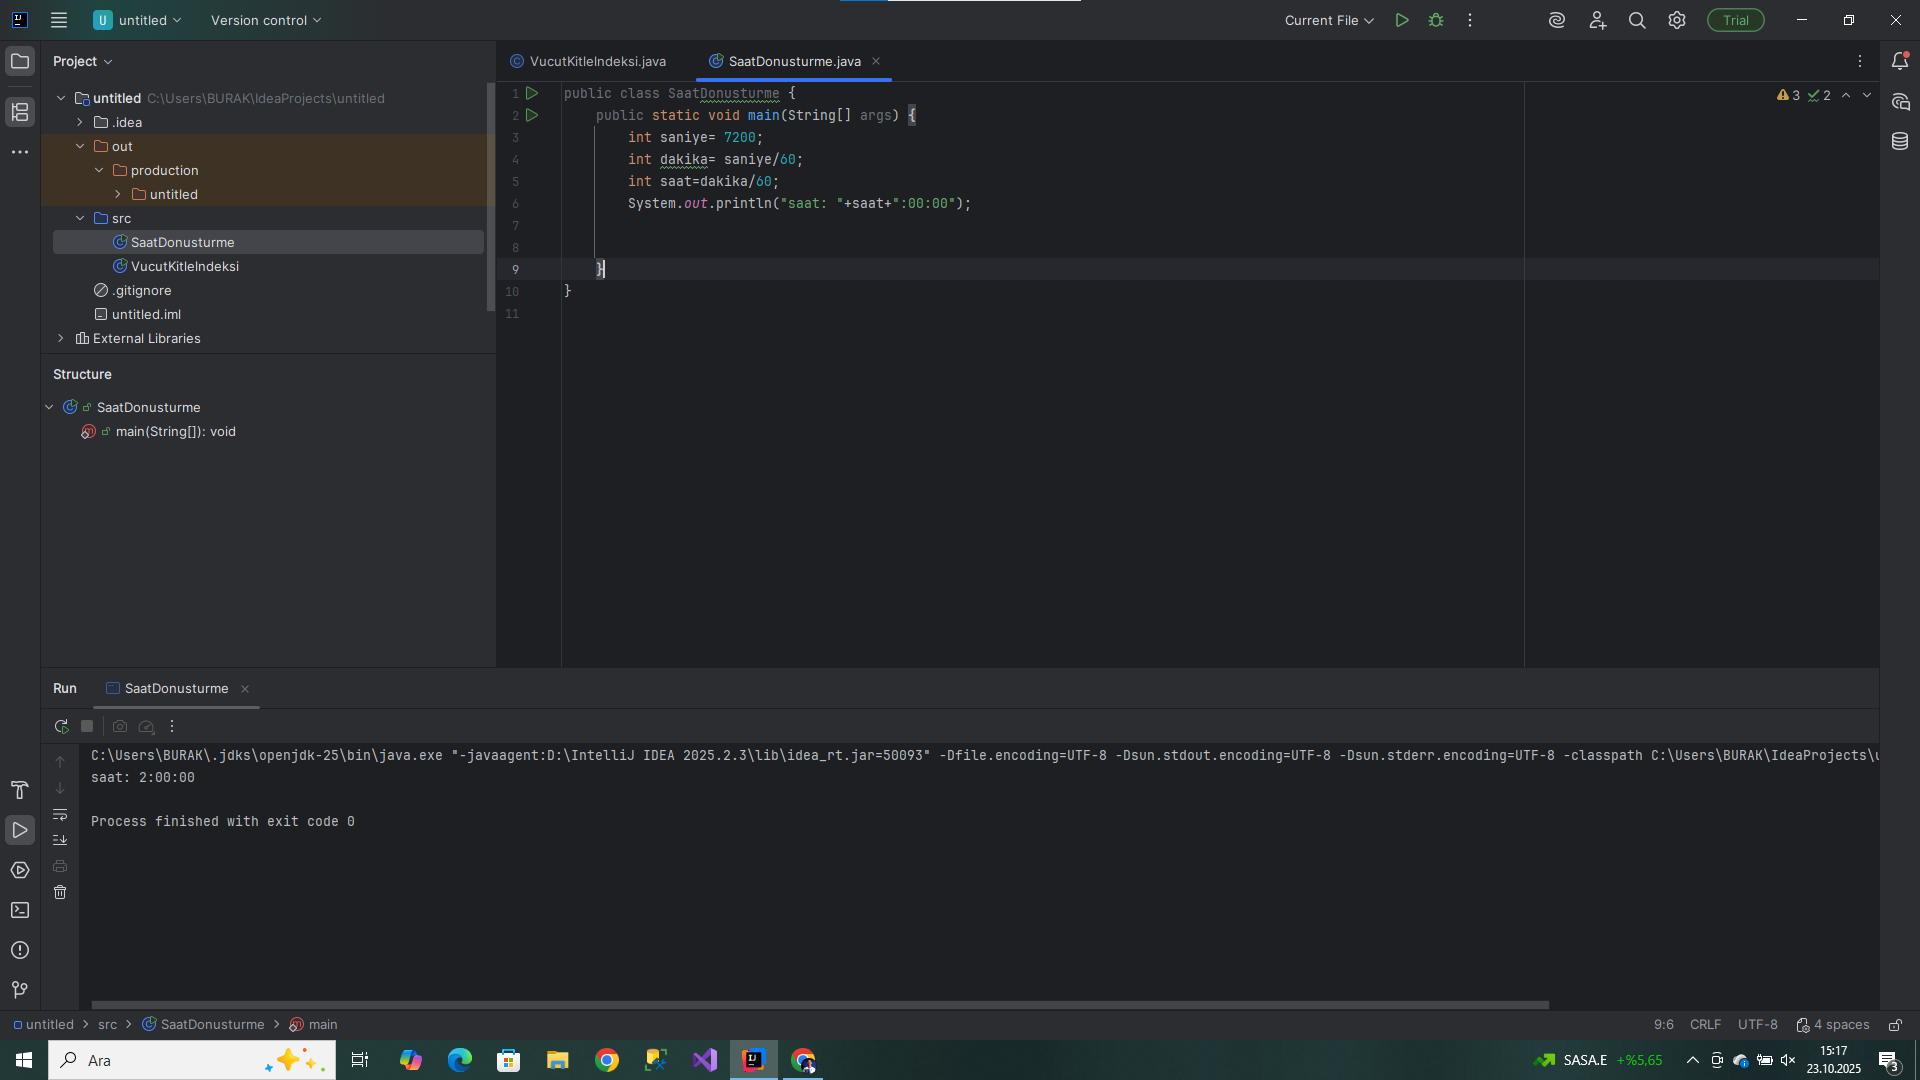 U untitled
Version control
Current File
Trial
Project
untitled C:\Users\BURAK\IdeaProjects\untitled
.idea
out
production
untitled
src
SaatDonusturme
VucutKitleIndeksi
.gitignore
untitled.iml
External Libraries
Structure
SaatDonusturme
main(String[]): void
VucutKitleIndeksi.java
SaatDonusturme.java
3 2
1 public class SaatDonusturme {
2 public static void main(String[] args) {
3 int saniye= 7200;
4 int dakika= saniye/60;
5 int saat=dakika/60;
6 System.out.println("saat: "+saat+":00:00");
7
8
9 }
10 }
11
Run
SaatDonusturme
C:\Users\BURAK\.jdks\openjdk-25\bin\java.exe "-javaagent:D:\IntelliJ IDEA 2025.2.3\lib\idea_rt.jar=50093" -Dfile.encoding=UTF-8 -Dsun.stdout.encoding=UTF-8 -Dsun.stderr.encoding=UTF-8 -classpath C:\Users\BURAK\IdeaProjects\
saat: 2:00:00
Process finished with exit code 0
untitled > src > SaatDonusturme > main
9:6 CRLF UTF-8 4 spaces
Ara
SASA.E +%5,65
15:17
23.10.2025
3